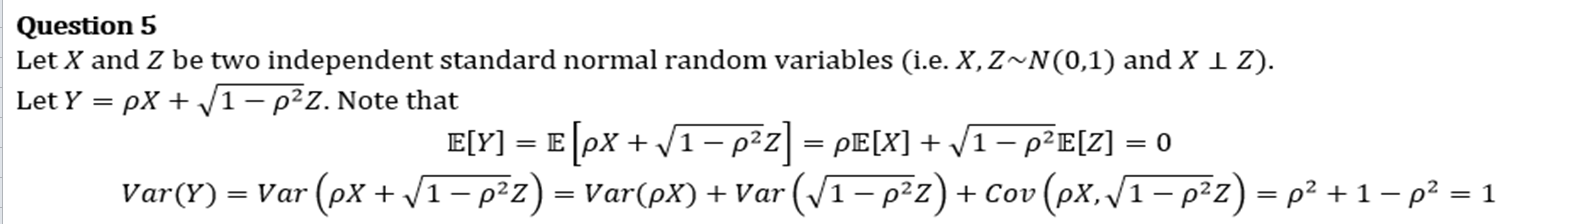 Question 5
Let X and Z be two independent standard normal random variables (i.e. X, Z~N(0,1) and X ⊥ Z).
Let Y = ρX + √(1 − ρ²)Z. Note that
𝔼[Y] = 𝔼[ρX + √(1 − ρ²)Z] = ρ𝔼[X] + √(1 − ρ²)𝔼[Z] = 0
Var(Y) = Var(ρX + √(1 − ρ²)Z) = Var(ρX) + Var(√(1 − ρ²)Z) + Cov(ρX, √(1 − ρ²)Z) = ρ² + 1 − ρ² = 1